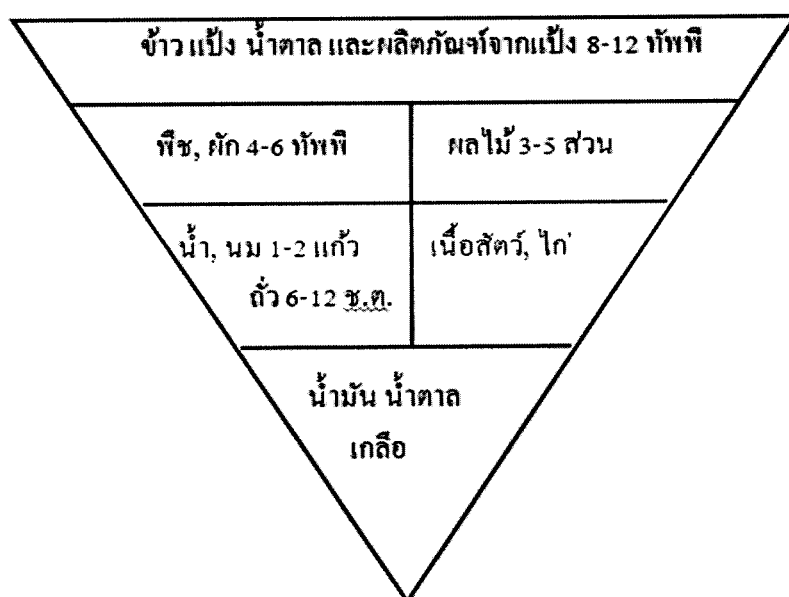 ข้าว แป้ง น้ำตาล และผลิตภัณฑ์จากแป้ง 8-12 ทัพพี
พืช, ผัก 4-6 ทัพพี
ผลไม้ 3-5 ส่วน
น้ำ, นม 1-2 แก้ว
ถั่ว 6-12 ช.ต.
เนื้อสัตว์, ไก่
น้ำมัน น้ำตาล
เกลือ